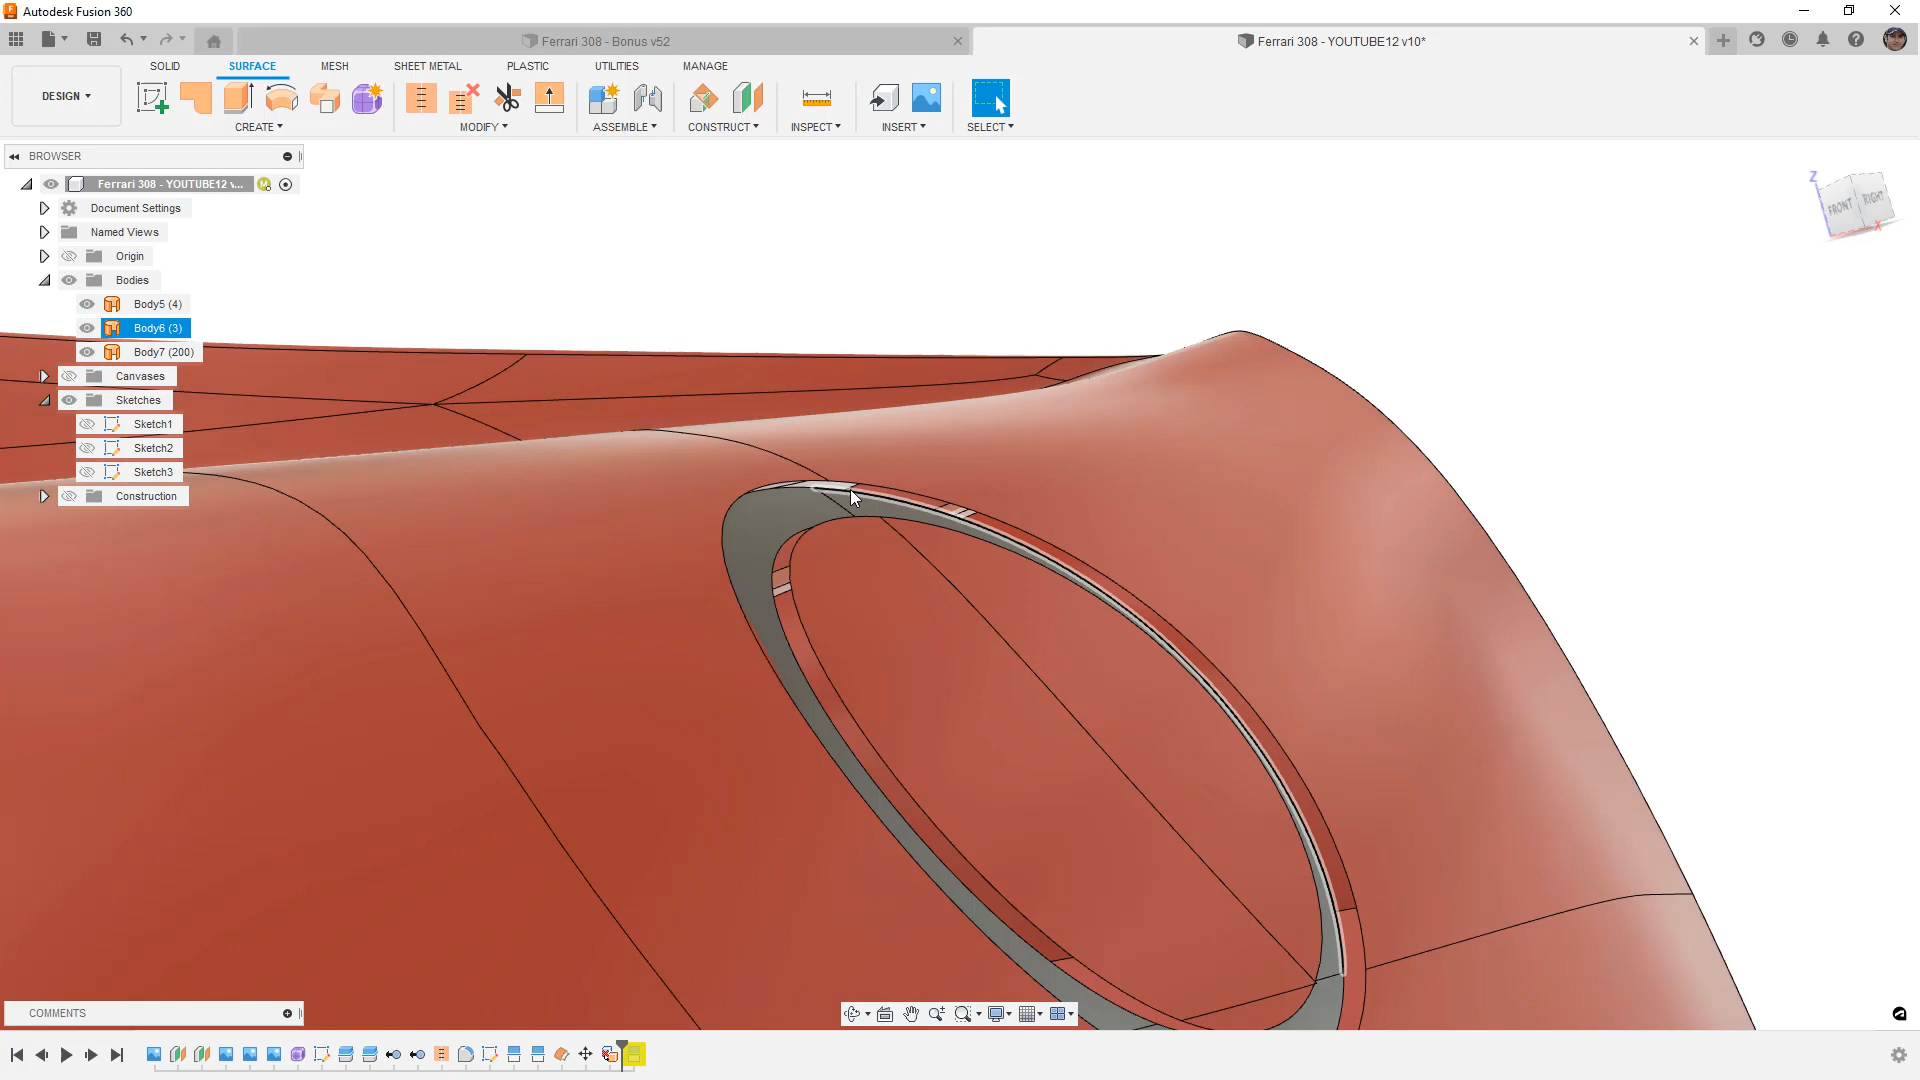 Autodesk Fusion 360
Ferrari 308 - Bonus v52
Ferrari 308 - YOUTUBE12 v10*
DESIGN
SOLID SURFACE MESH SHEET METAL PLASTIC UTILITIES MANAGE
CREATE MODIFY ASSEMBLE CONSTRUCT INSPECT INSERT SELECT
BROWSER
Ferrari 308 - YOUTUBE12 v...
Document Settings
Named Views
Origin
Bodies
Body5 (4)
Body6 (3)
Body7 (200)
Canvases
Sketches
Sketch1
Sketch2
Sketch3
Construction
Z
FRONT RIGHT
X
COMMENTS